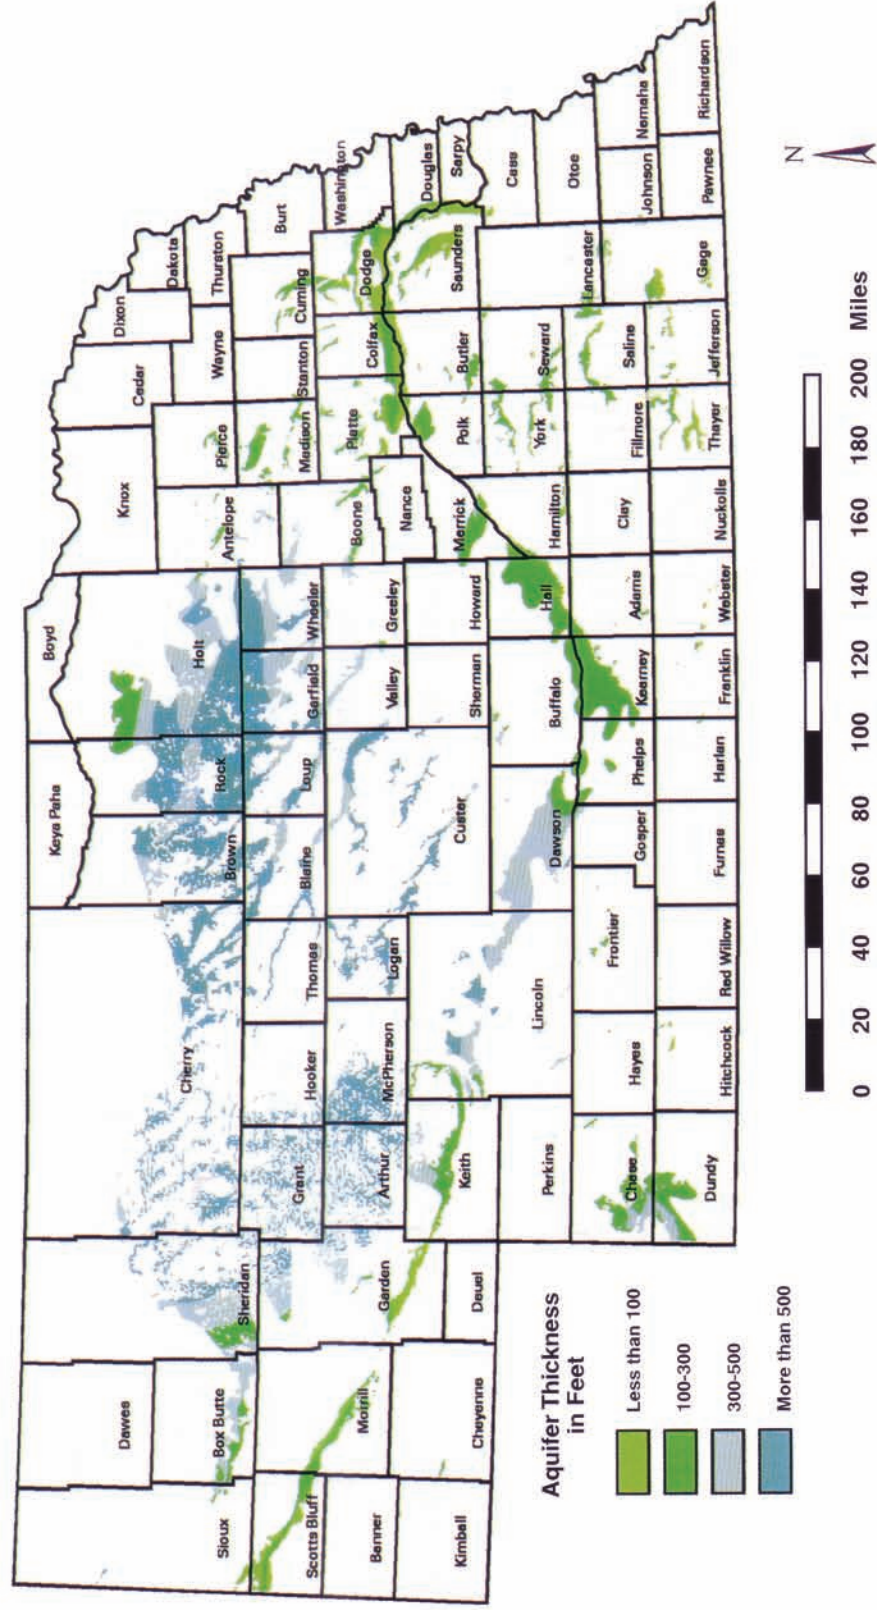 Boyd
Keya Paha
Knox
Cedar
Dixon
Dakota
Sioux
Dawes
Sheridan
Cherry
Brown
Rock
Holt
Antelope
Pierce
Wayne
Thurston
Box Butte
Scotts Bluff
Morrill
Garden
Grant
Hooker
Thomas
Blaine
Loup
Garfield
Wheeler
Boone
Madison
Stanton
Cuming
Burt
Banner
Arthur
McPherson
Logan
Custer
Valley
Greeley
Nance
Platte
Colfax
Dodge
Washington
Kimball
Cheyenne
Deuel
Keith
Lincoln
Dawson
Buffalo
Sherman
Howard
Merrick
Polk
Butler
Saunders
Douglas
Sarpy
Perkins
Hall
Hamilton
York
Seward
Lancaster
Cass
Otoe
Chase
Hayes
Frontier
Gosper
Phelps
Kearney
Adams
Clay
Fillmore
Saline
Johnson
Nemaha
Dundy
Hitchcock
Red Willow
Furnas
Harlan
Franklin
Webster
Nuckolls
Thayer
Jefferson
Gage
Pawnee
Richardson
Aquifer Thickness
in Feet
Less than 100
100-300
300-500
More than 500
0 20 40 60 80 100 120 140 160 180 200 Miles
N